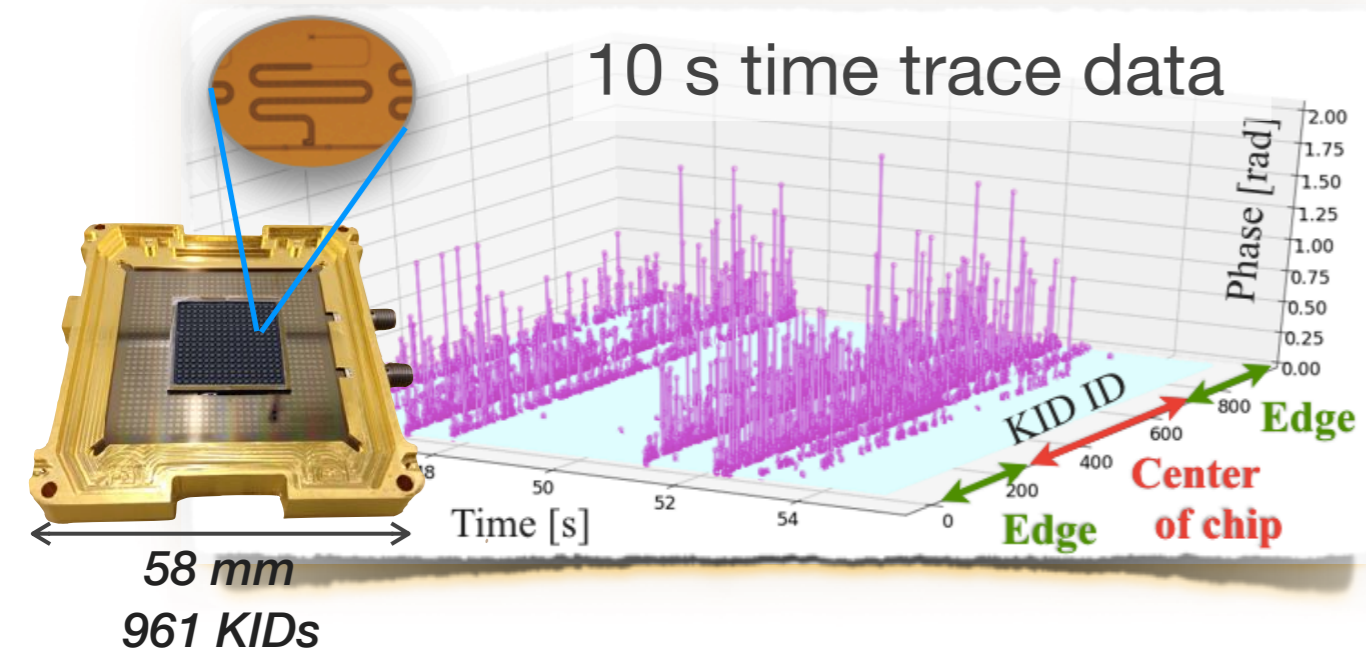 10 s time trace data
Phase [rad]
2.00
1.75
1.50
1.25
1.00
0.75
0.50
0.25
0.00
KID ID
800
600
400
200
0
Edge
Center
of chip
Edge
50
52
54
Time [s]
58 mm
961 KIDs